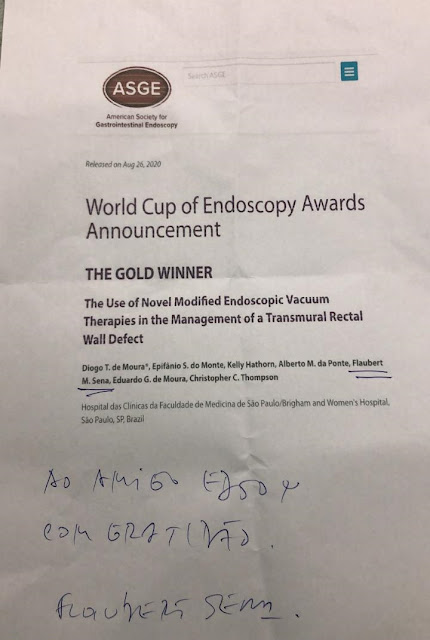 Search ASGE
ASGE
American Society for
Gastrointestinal Endoscopy
Released on Aug 26, 2020
World Cup of Endoscopy Awards
Announcement
THE GOLD WINNER
The Use of Novel Modified Endoscopic Vacuum
Therapies in the Management of a Transmural Rectal
Wall Defect
Diogo T. de Moura*, Epifânio S. do Monte, Kelly Hathorn, Alberto M. da Ponte, Flaubert
M. Sena, Eduardo G. de Moura, Christopher C. Thompson
Hospital das Clinicas da Faculdade de Medicina de São Paulo/Brigham and Women's Hospital,
São Paulo, SP, Brazil
AO AMIGO
COM GRATIDÃO.
FLAUBERT SENA.